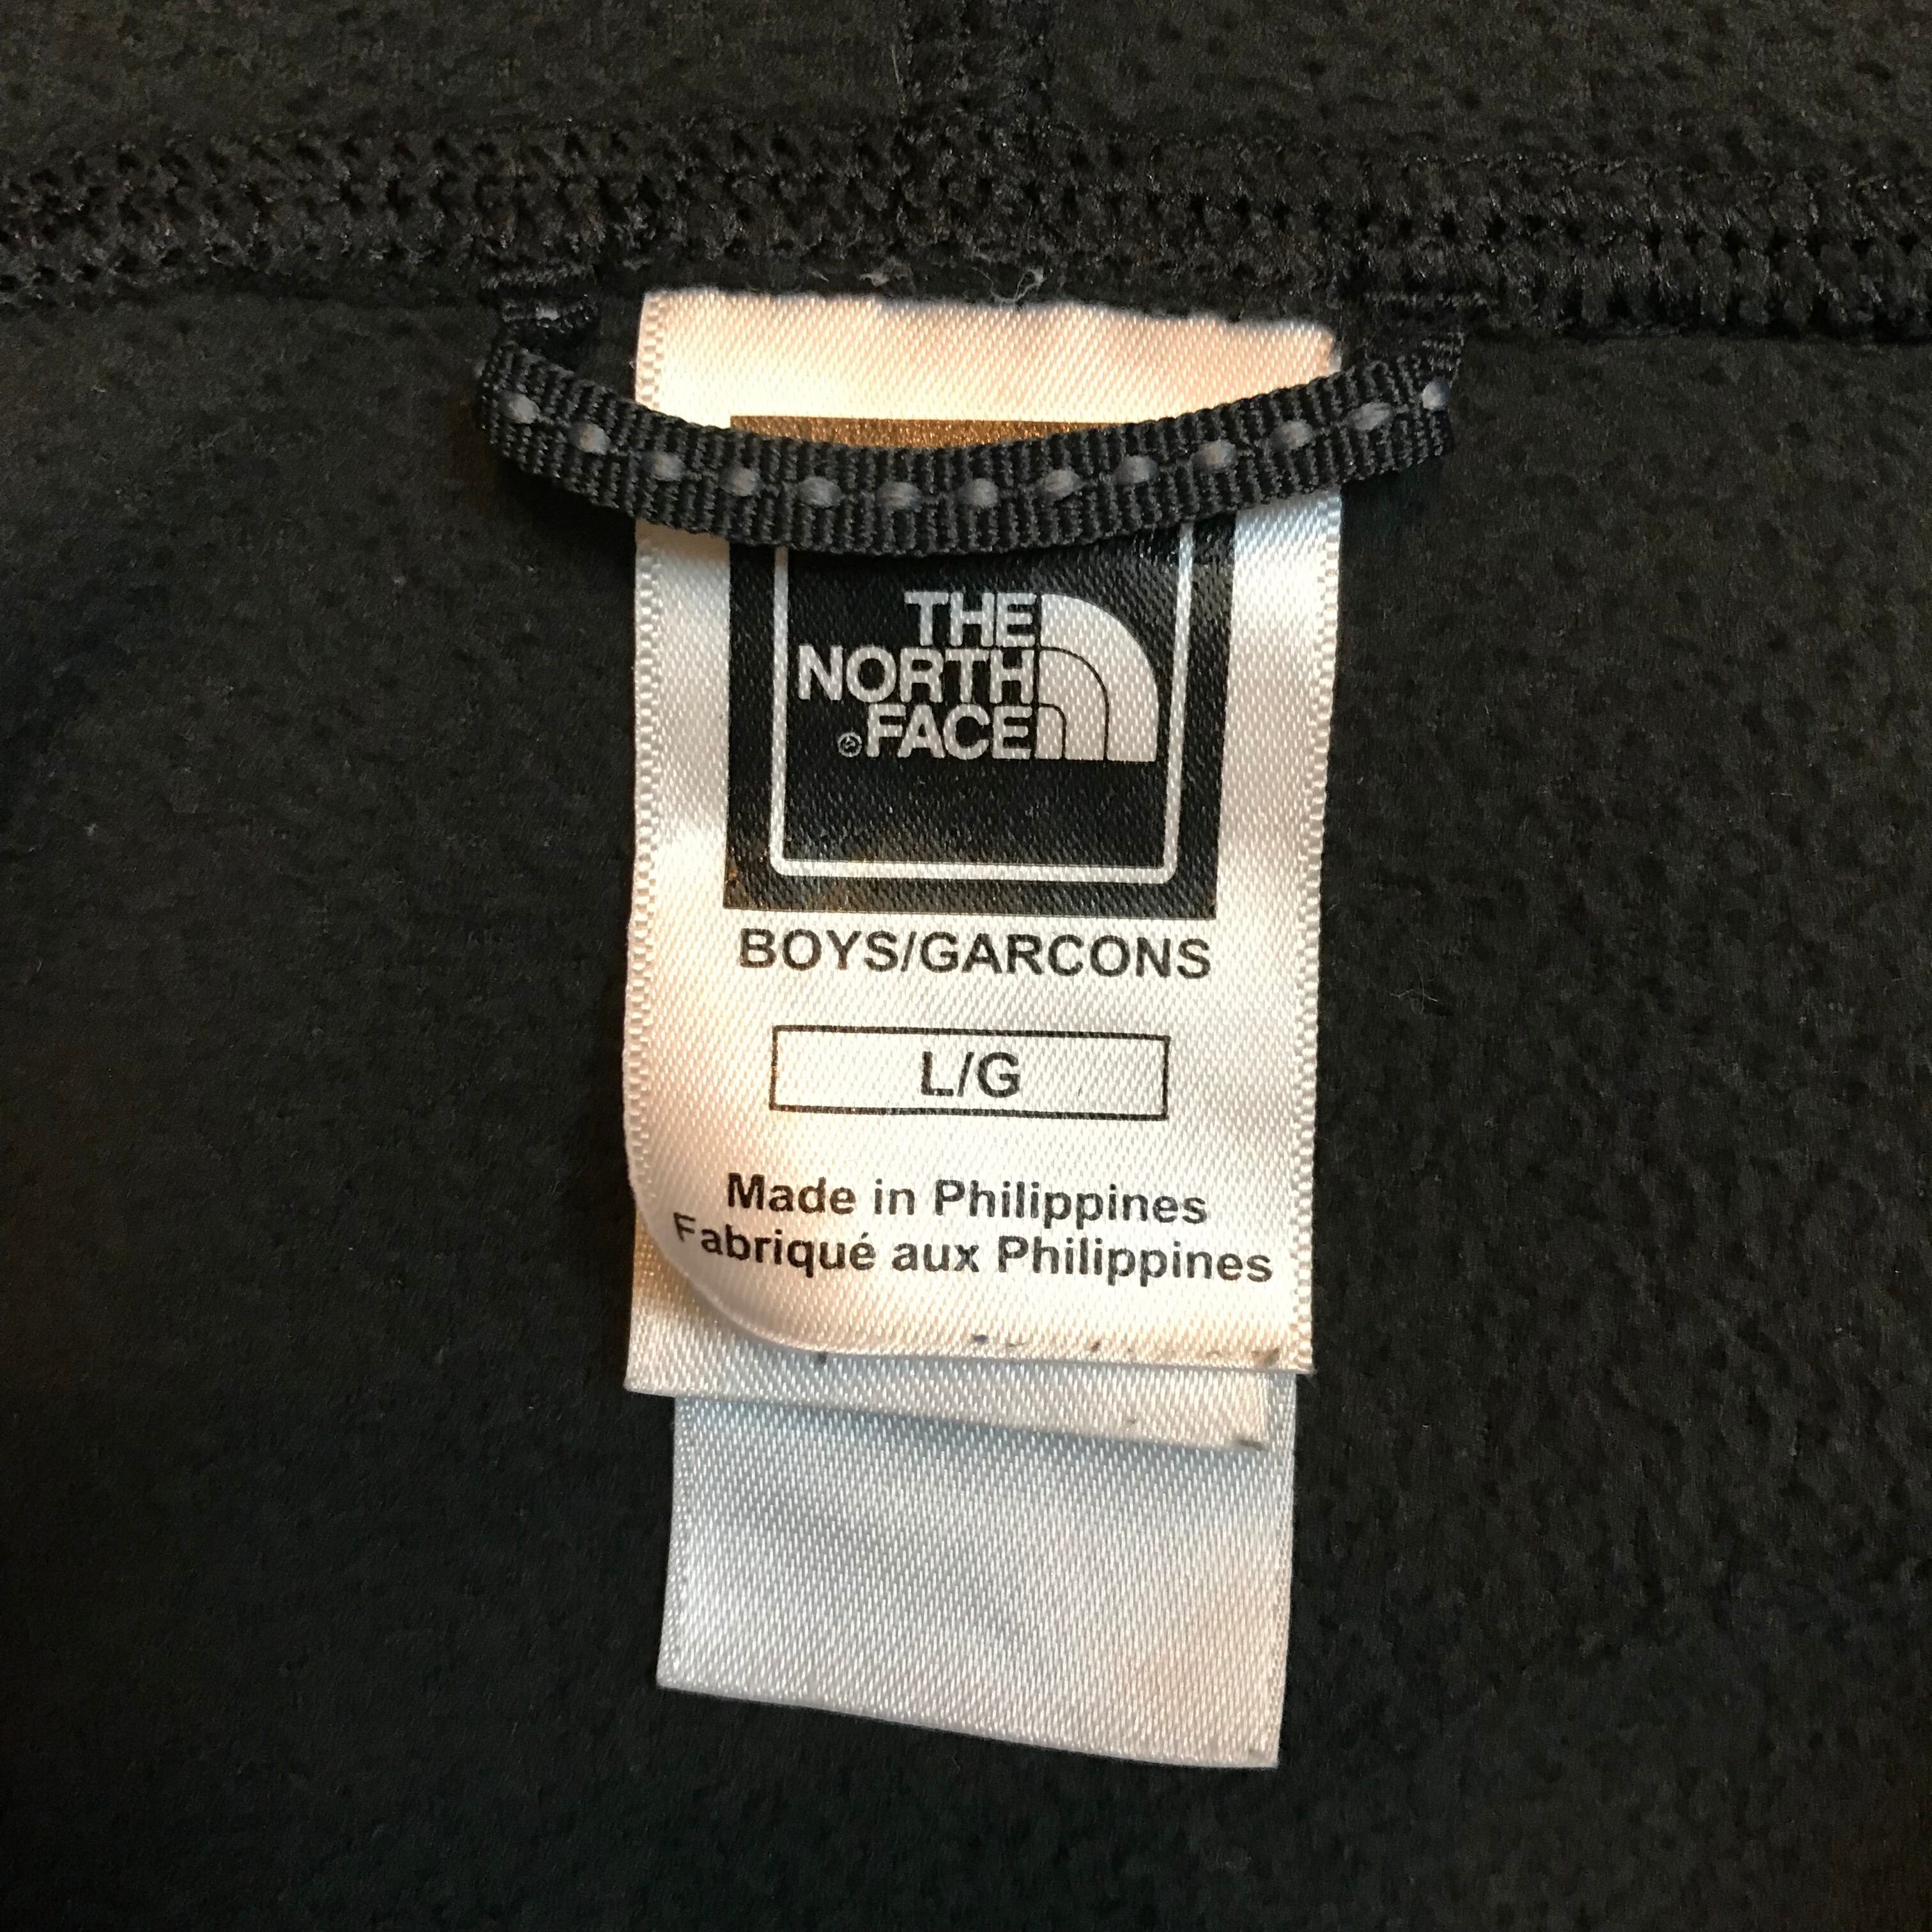 THE
NORTH
FACE
BOYS/GARCONS
L/G
Made in Philippines
Fabriqué aux Philippines